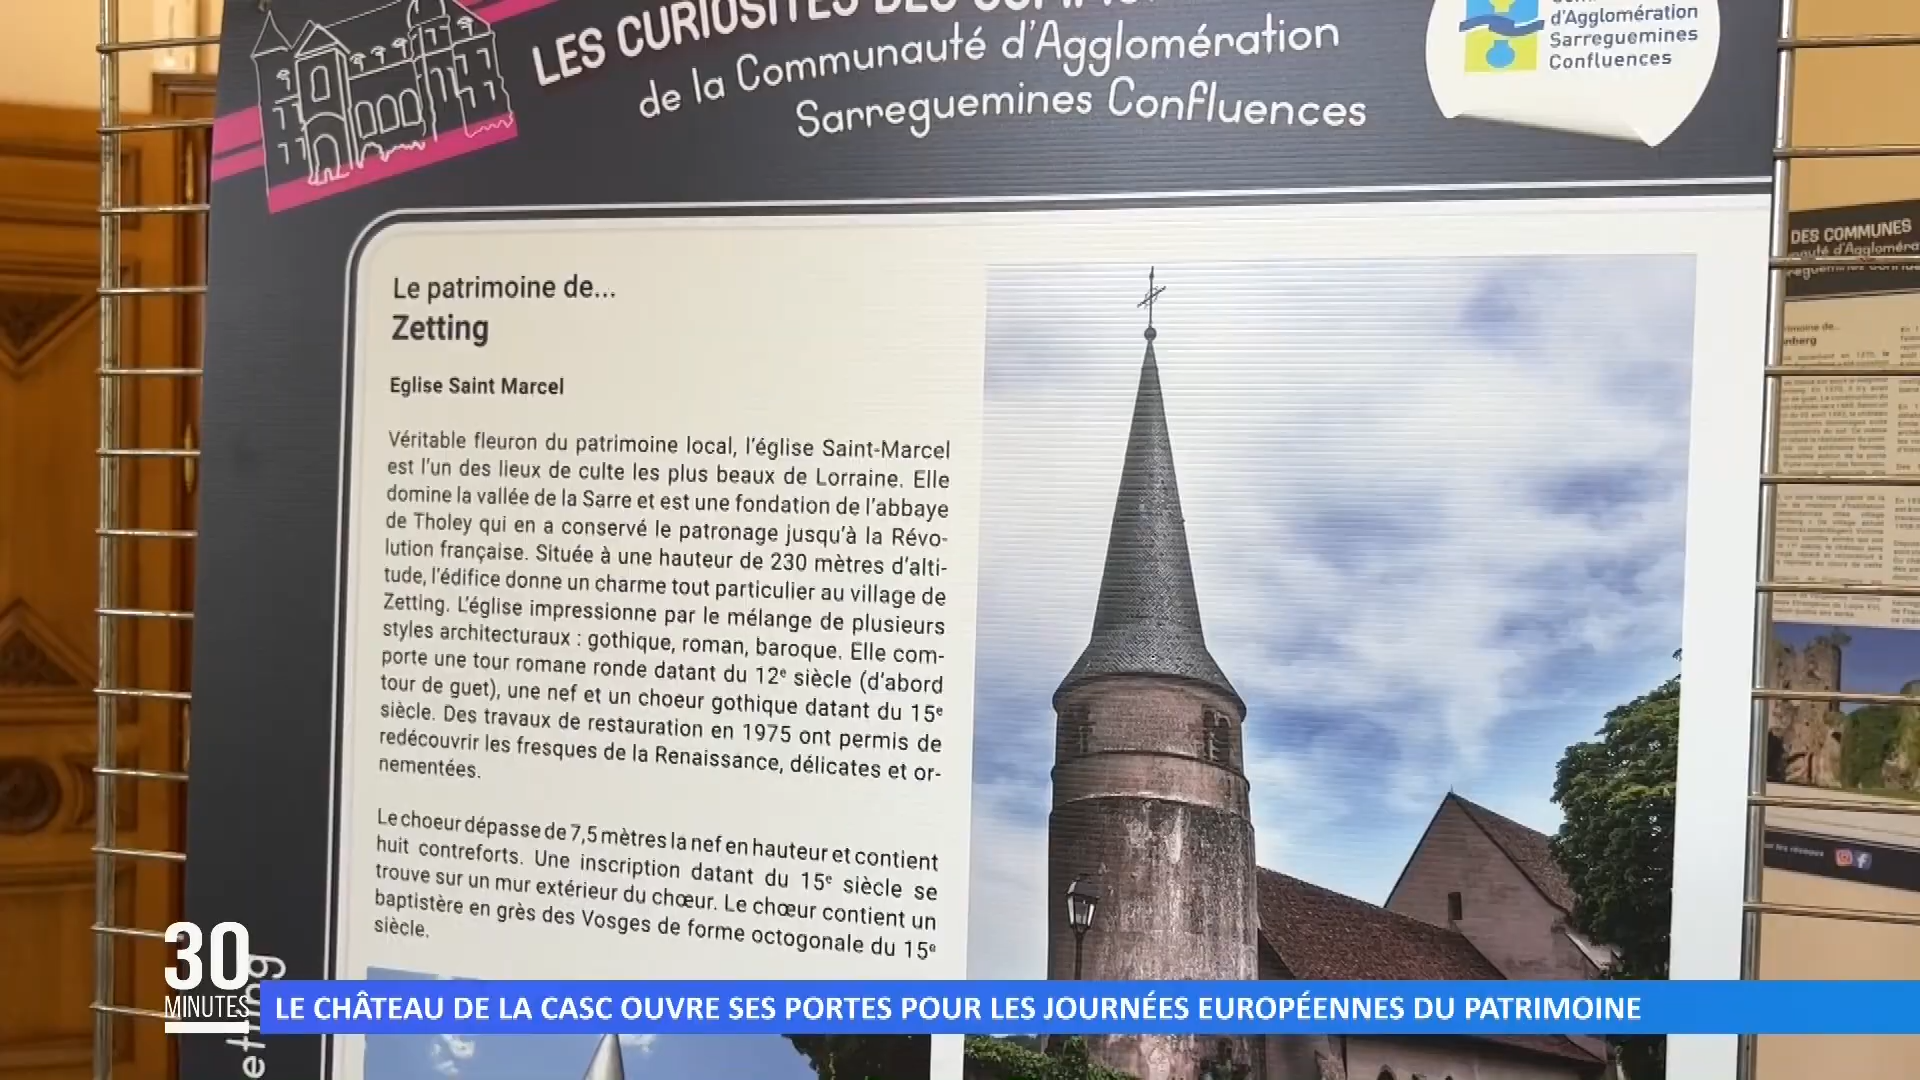 LES CURIOSITÉS DES
de la Communauté d'Agglomération
Sarreguemines Confluences
d'Agglomération
Sarreguemines
Confluences
Le patrimoine de...
Zetting
Eglise Saint Marcel
Véritable fleuron du patrimoine local, l'église Saint-Marcel
est l'un des lieux de culte les plus beaux de Lorraine. Elle
domine la vallée de la Sarre et est une fondation de l'abbaye
de Tholey qui en a conservé le patronage jusqu'à la Révo-
lution française. Située à une hauteur de 230 mètres d'alti-
tude, l'édifice donne un charme tout particulier au village de
Zetting. L'église impressionne par le mélange de plusieurs
styles architecturaux : gothique, roman, baroque. Elle com-
porte une tour romane ronde datant du 12e siècle (d'abord
tour de guet), une nef et un choeur gothique datant du 15e
siècle. Des travaux de restauration en 1975 ont permis de
redécouvrir les fresques de la Renaissance, délicates et or-
nementées.
Le choeur dépasse de 7,5 mètres la nef en hauteur et contient
huit contreforts. Une inscription datant du 15e siècle se
trouve sur un mur extérieur du chœur. Le chœur contient un
baptistère en grès des Vosges de forme octogonale du 15e
siècle.
DES COMMUNES
d'Aggloméra
30
MINUTES
LE CHÂTEAU DE LA CASC OUVRE SES PORTES POUR LES JOURNÉES EUROPÉENNES DU PATRIMOINE